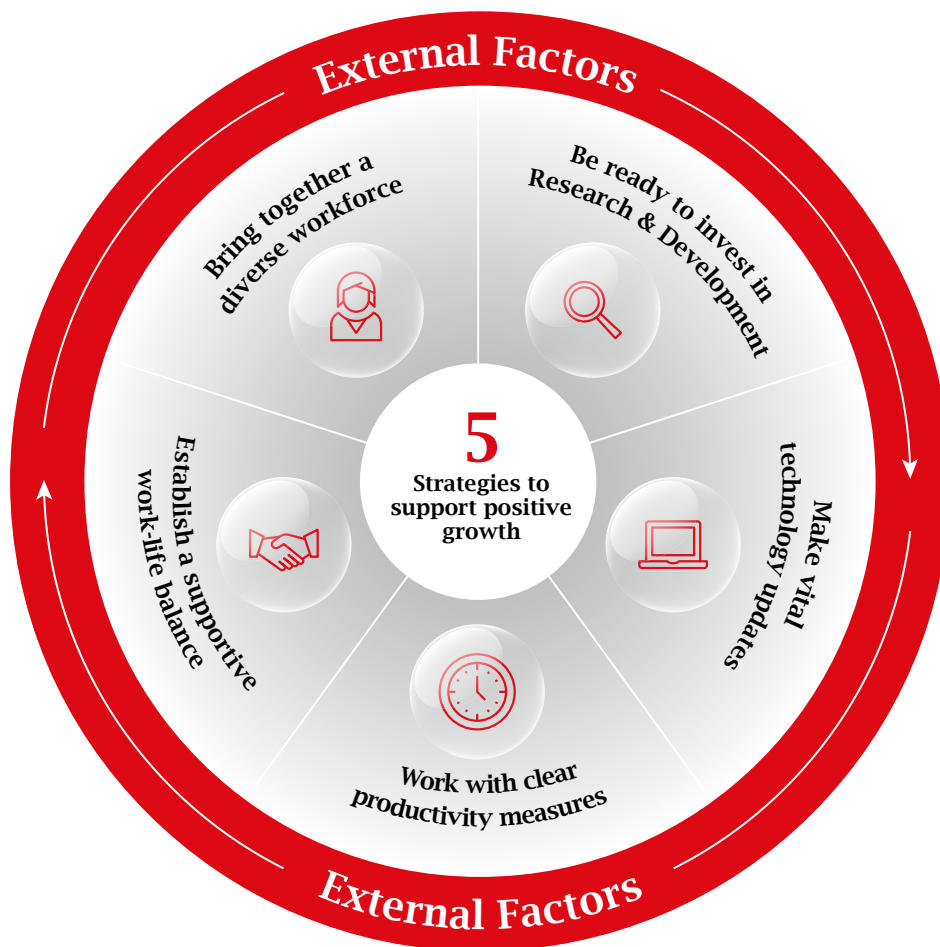 External Factors
Be ready to invest in
Research & Development
Make vital
technology updates
Work with clear
productivity measures
Establish a supportive
work-life balance
Bring together a
diverse workforce
5
Strategies to
support positive
growth
External Factors